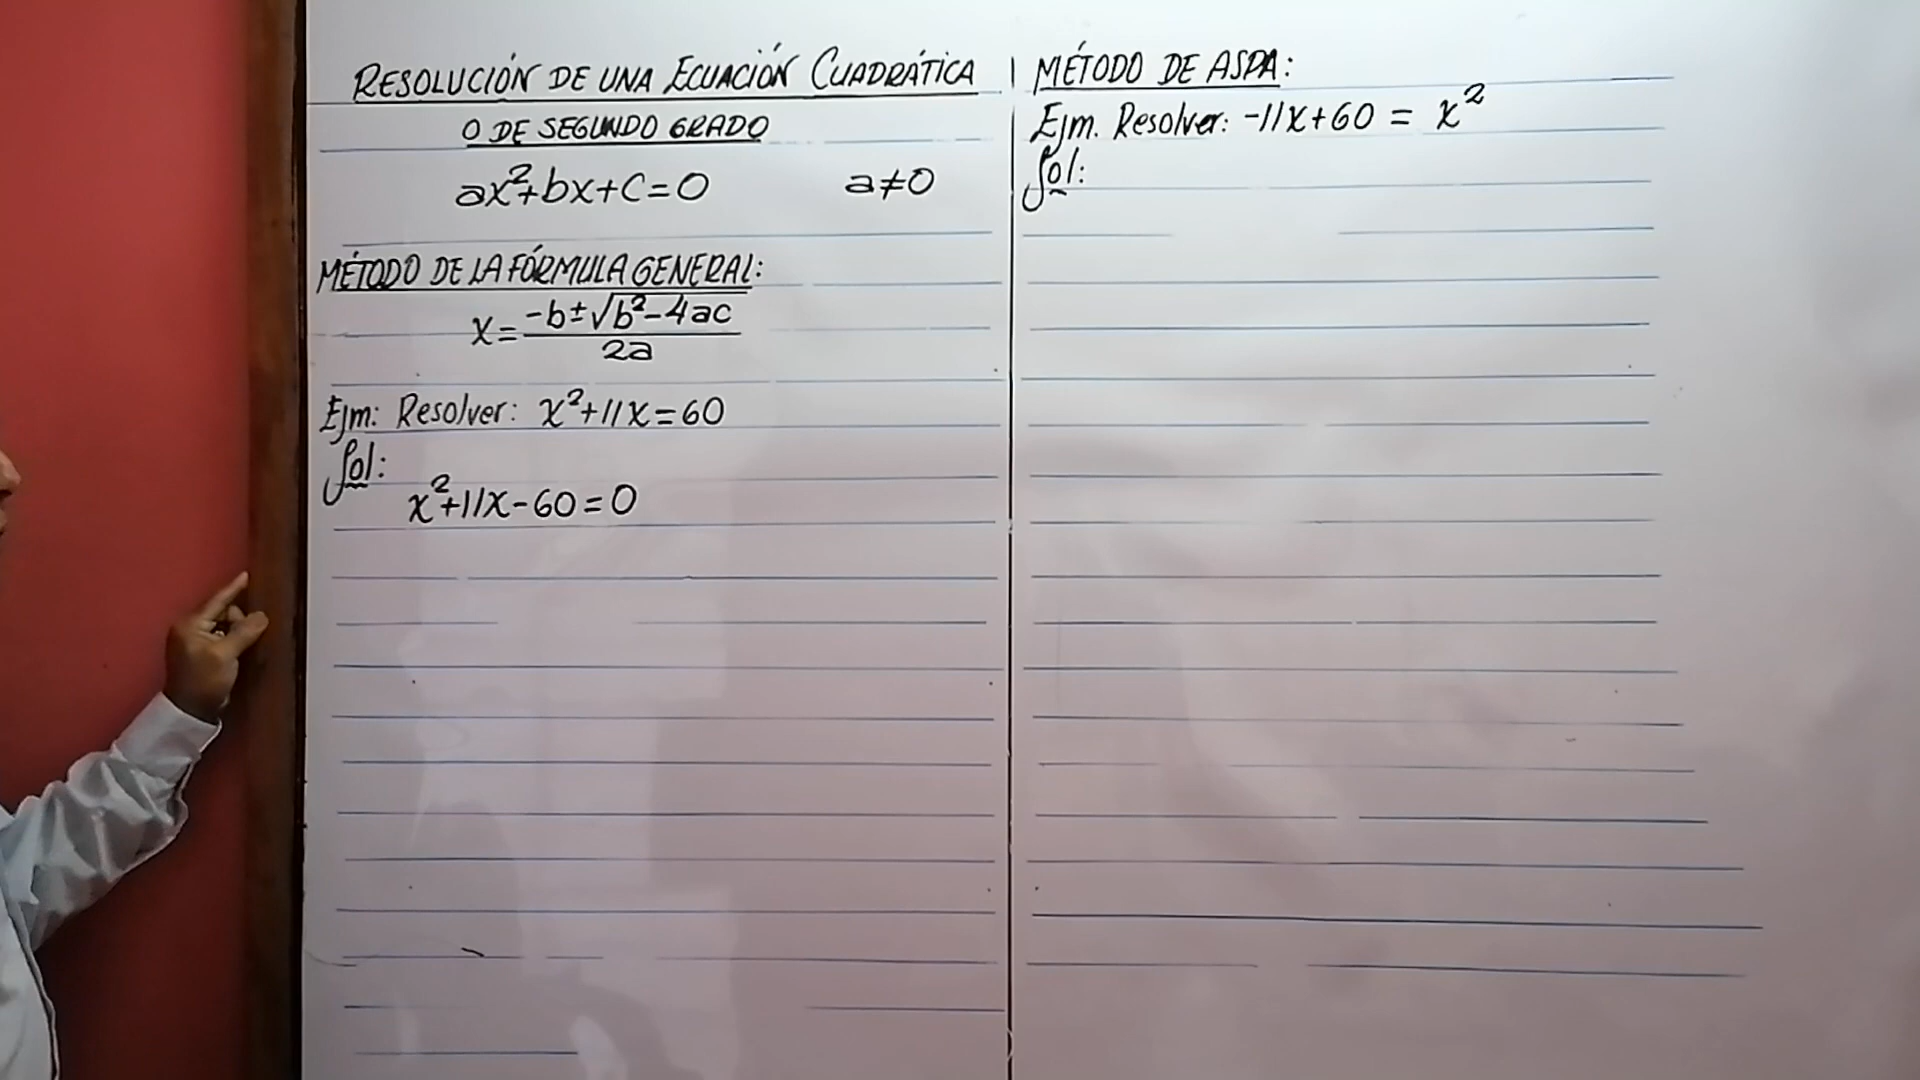 RESOLUCIÓN DE UNA ECUACIÓN CUADRÁTICA
O DE SEGUNDO GRADO
ax²+bx+c=0 a≠0
MÉTODO DE LA FÓRMULA GENERAL:
x = (-b±√(b²-4ac))/2a
Ejm: Resolver: x²+11x=60
Sol:
x²+11x-60=0
MÉTODO DE ASPA:
Ejm. Resolver: -11x+60 = x²
Sol: